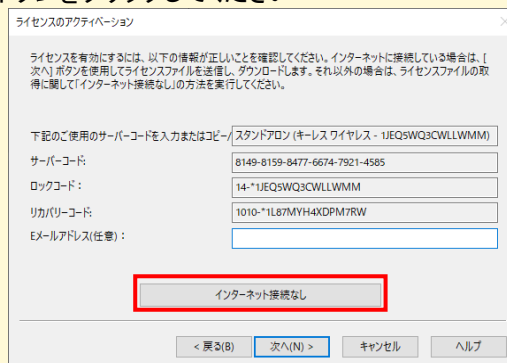 ライセンスのアクティベーション
ライセンスを有効にするには、以下の情報が正しいことを確認してください。インターネットに接続している場合は、[
次へ] ボタンを使用してライセンスファイルを送信し、ダウンロードします。それ以外の場合は、ライセンスファイルの取
得に関して「インターネット接続なし」の方法を実行してください。
下記のご使用のサーバーコードを入力またはコピー/ スタンドアロン (キーレス ワイヤレス - 1JEQ5WQ3CWLLWMM)
サーバーコード: 8149-8159-8477-6674-7921-4585
ロックコード: 14-*1JEQ5WQ3CWLLWMM
リカバリーコード: 1010-*1L87MYH4XDPM7RW
Eメールアドレス(任意):
インターネット接続なし
< 戻る(B) 次へ(N) > キャンセル ヘルプ